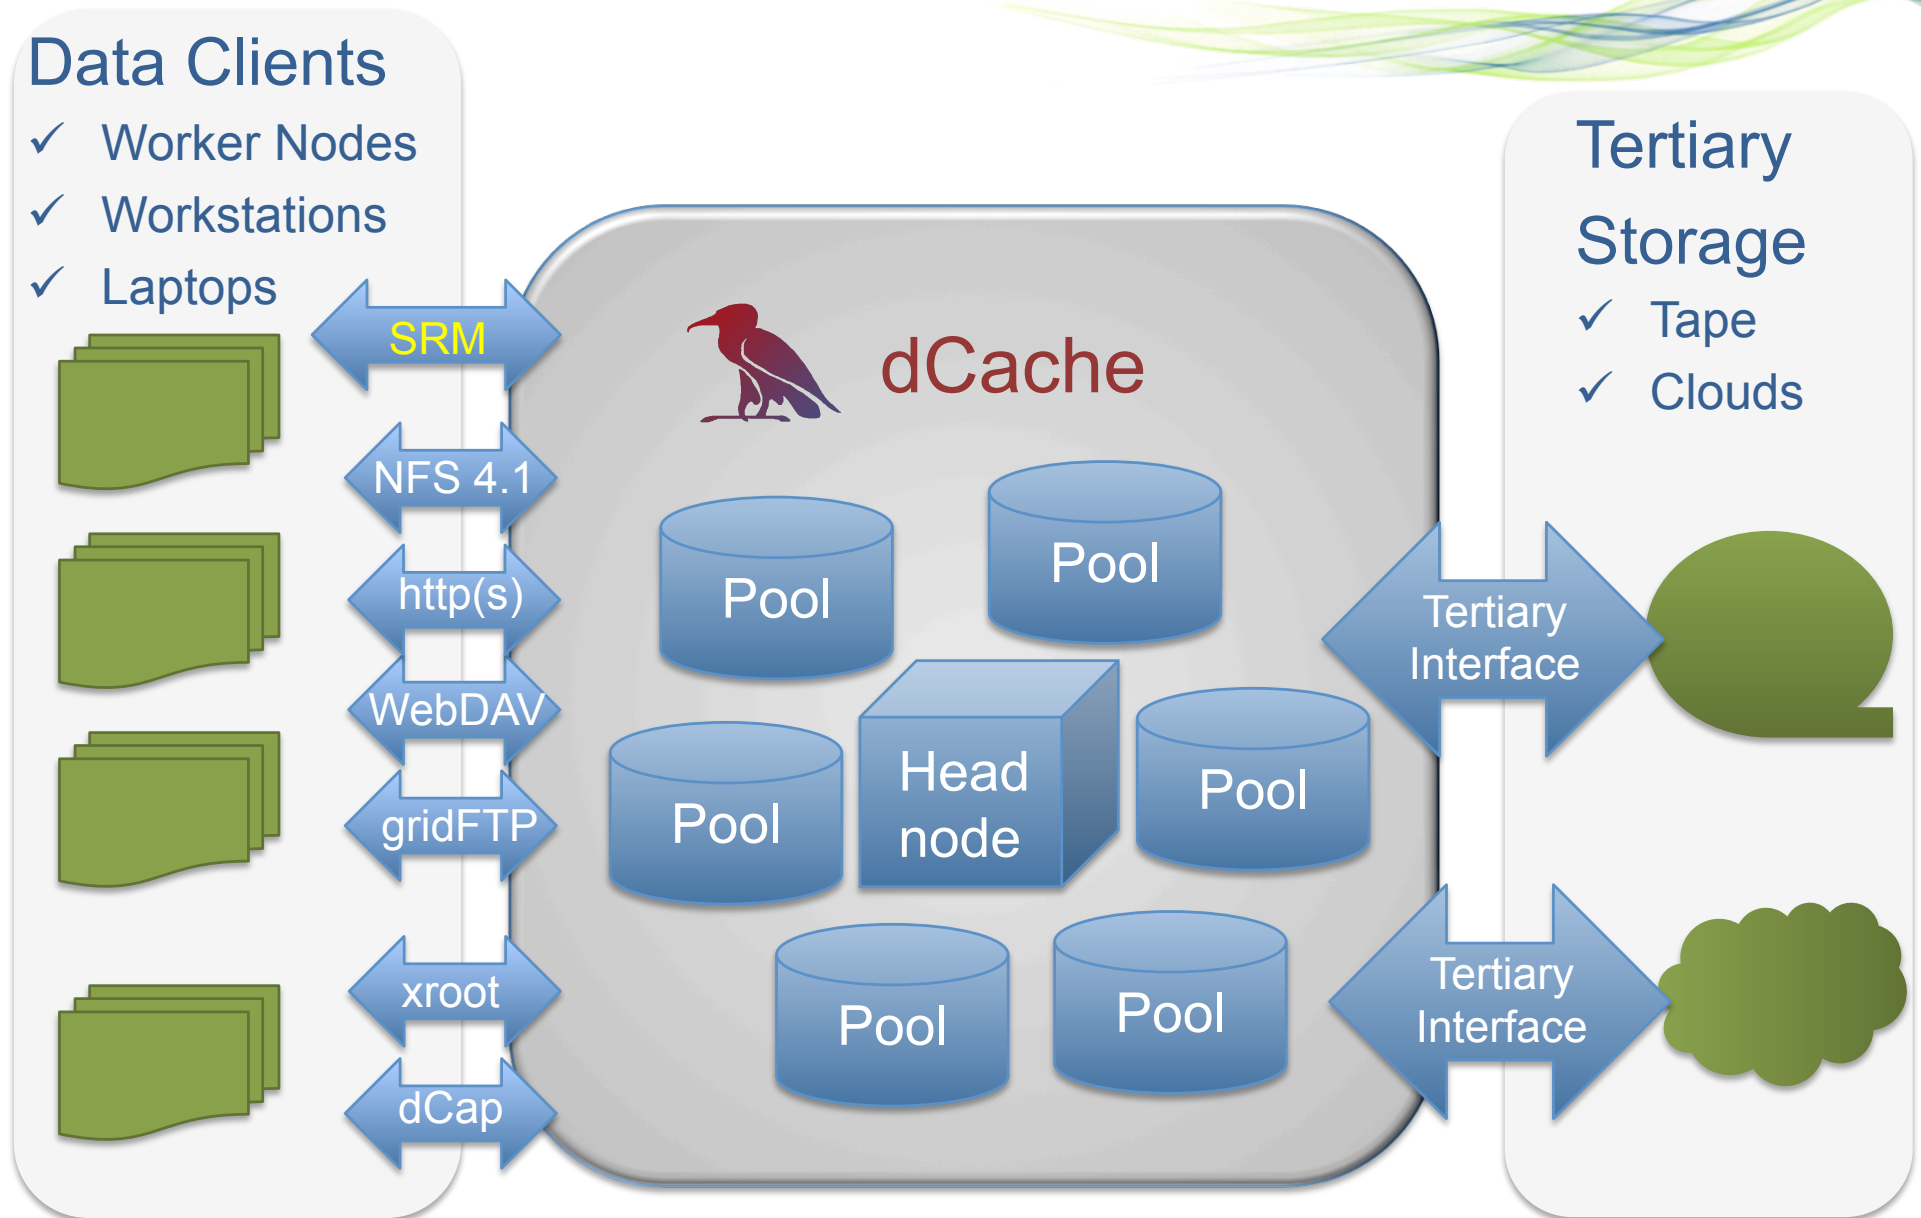 Data Clients
✓ Worker Nodes
✓ Workstations
✓ Laptops
SRM
NFS 4.1
http(s)
WebDAV
gridFTP
xroot
dCap
dCache
Pool
Pool
Pool
Head
node
Pool
Pool
Pool
Tertiary
Storage
✓ Tape
✓ Clouds
Tertiary
Interface
Tertiary
Interface